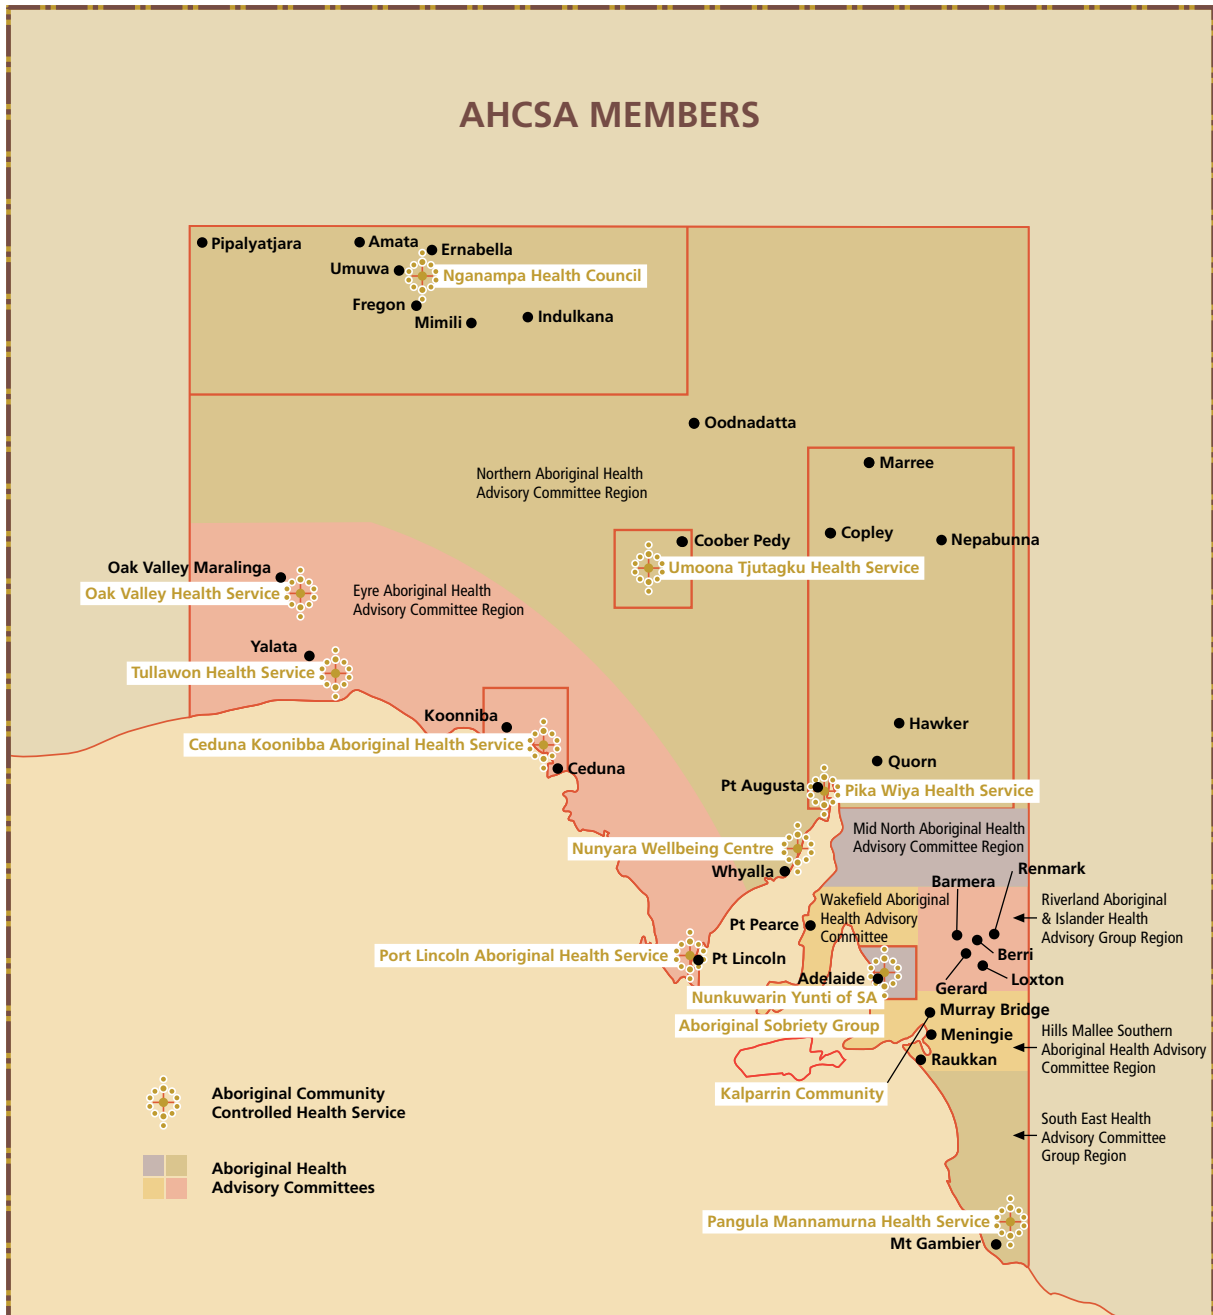 AHCSA MEMBERS
Pipalyatjara
Amata
Ernabella
Umuwa
Nganampa Health Council
Fregon
Mimili
Indulkana
Oodnadatta
Marree
Northern Aboriginal Health
Advisory Committee Region
Copley
Nepabunna
Coober Pedy
Umoona Tjutagku Health Service
Oak Valley Maralinga
Oak Valley Health Service
Eyre Aboriginal Health
Advisory Committee Region
Yalata
Tullawon Health Service
Koonniba
Ceduna Koonibba Aboriginal Health Service
Ceduna
Hawker
Quorn
Pt Augusta
Pika Wiya Health Service
Mid North Aboriginal Health
Advisory Committee Region
Nunyara Wellbeing Centre
Whyalla
Renmark
Barmera
Wakefield Aboriginal
Health Advisory
Committee
Riverland Aboriginal
& Islander Health
Advisory Group Region
Pt Pearce
Berri
Port Lincoln Aboriginal Health Service
Pt Lincoln
Loxton
Gerard
Adelaide
Nunkuwarin Yunti of SA
Aboriginal Sobriety Group
Murray Bridge
Meningie
Raukkan
Hills Mallee Southern
Aboriginal Health Advisory
Committee Region
Kalparrin Community
South East Health
Advisory Committee
Group Region
Aboriginal Community
Controlled Health Service
Aboriginal Health
Advisory Committees
Pangula Mannamurna Health Service
Mt Gambier